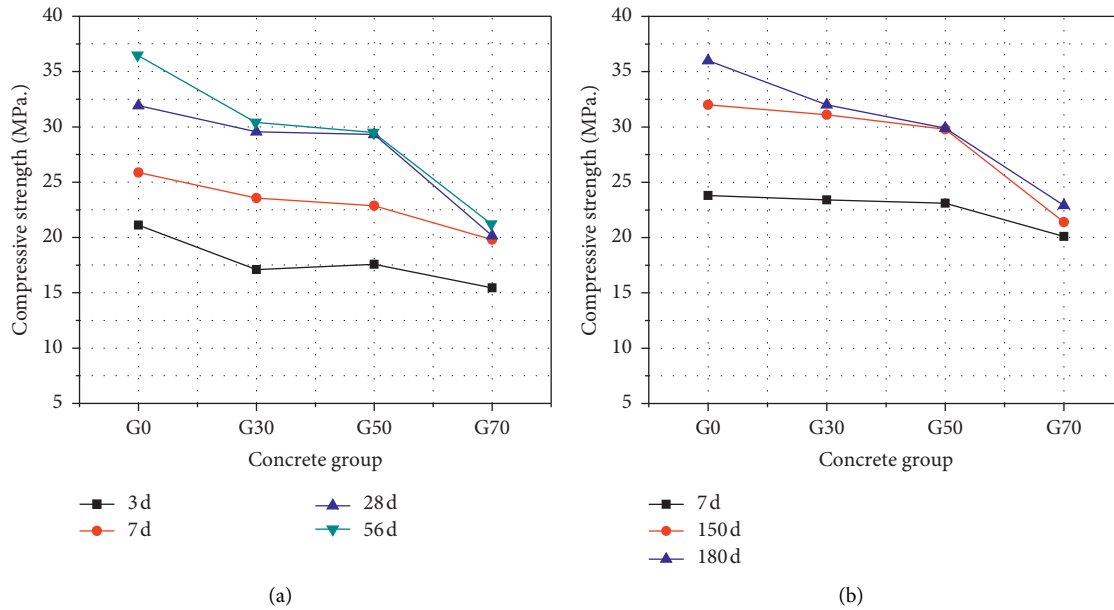 40
35
30
25
20
15
10
5
Compressive strength (MPa.)
G0 G30 G50 G70
Concrete group
3 d 28 d
7 d 56 d
(a)
40
35
30
25
20
15
10
5
Compressive strength (MPa.)
G0 G30 G50 G70
Concrete group
7 d
150 d
180 d
(b)